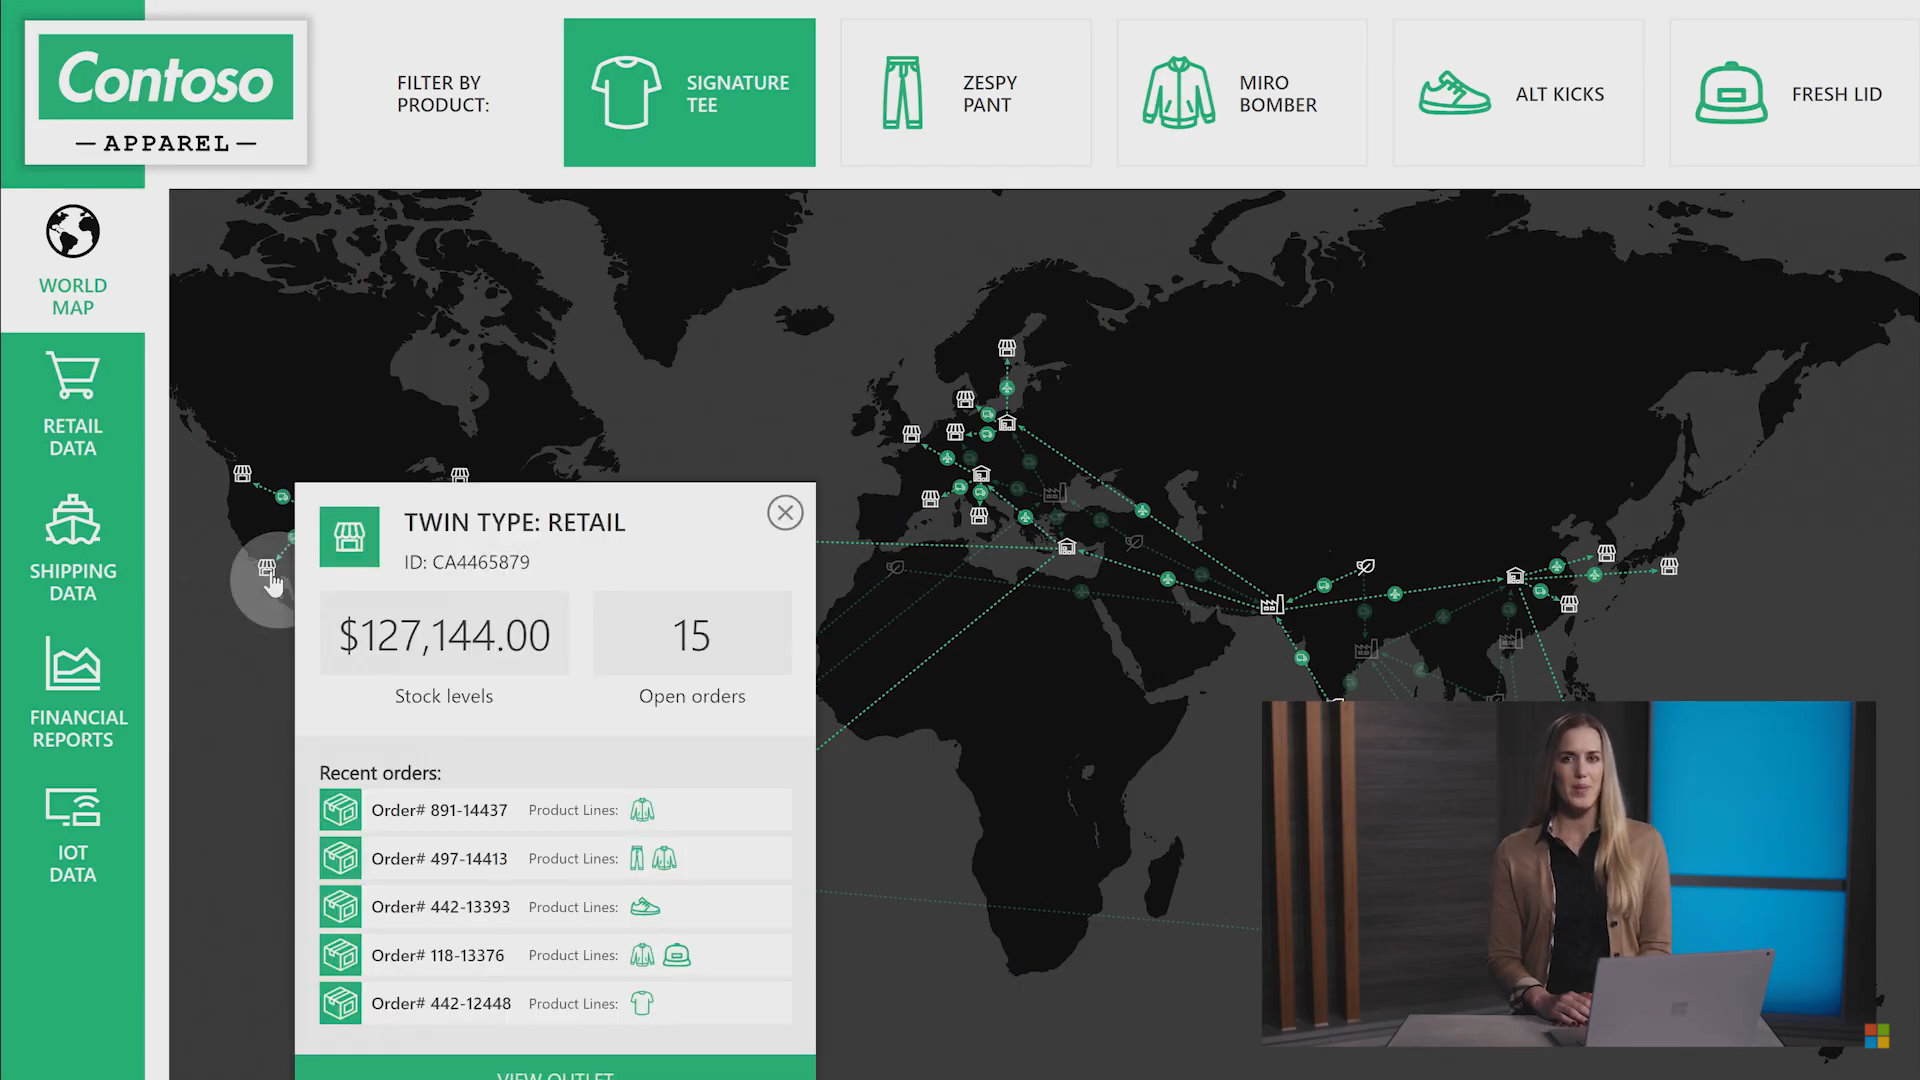 Contoso
APPAREL
FILTER BY
PRODUCT:
SIGNATURE
TEE
ZESPY
PANT
MIRO
BOMBER
ALT KICKS
FRESH LID
WORLD
MAP
RETAIL
DATA
SHIPPING
DATA
FINANCIAL
REPORTS
IOT
DATA
TWIN TYPE: RETAIL
ID: CA4465879
$127,144.00
Stock levels
15
Open orders
Recent orders:
Order# 891-14437 Product Lines:
Order# 497-14413 Product Lines:
Order# 442-13393 Product Lines:
Order# 118-13376 Product Lines:
Order# 442-12448 Product Lines:
VIEW OUTLET